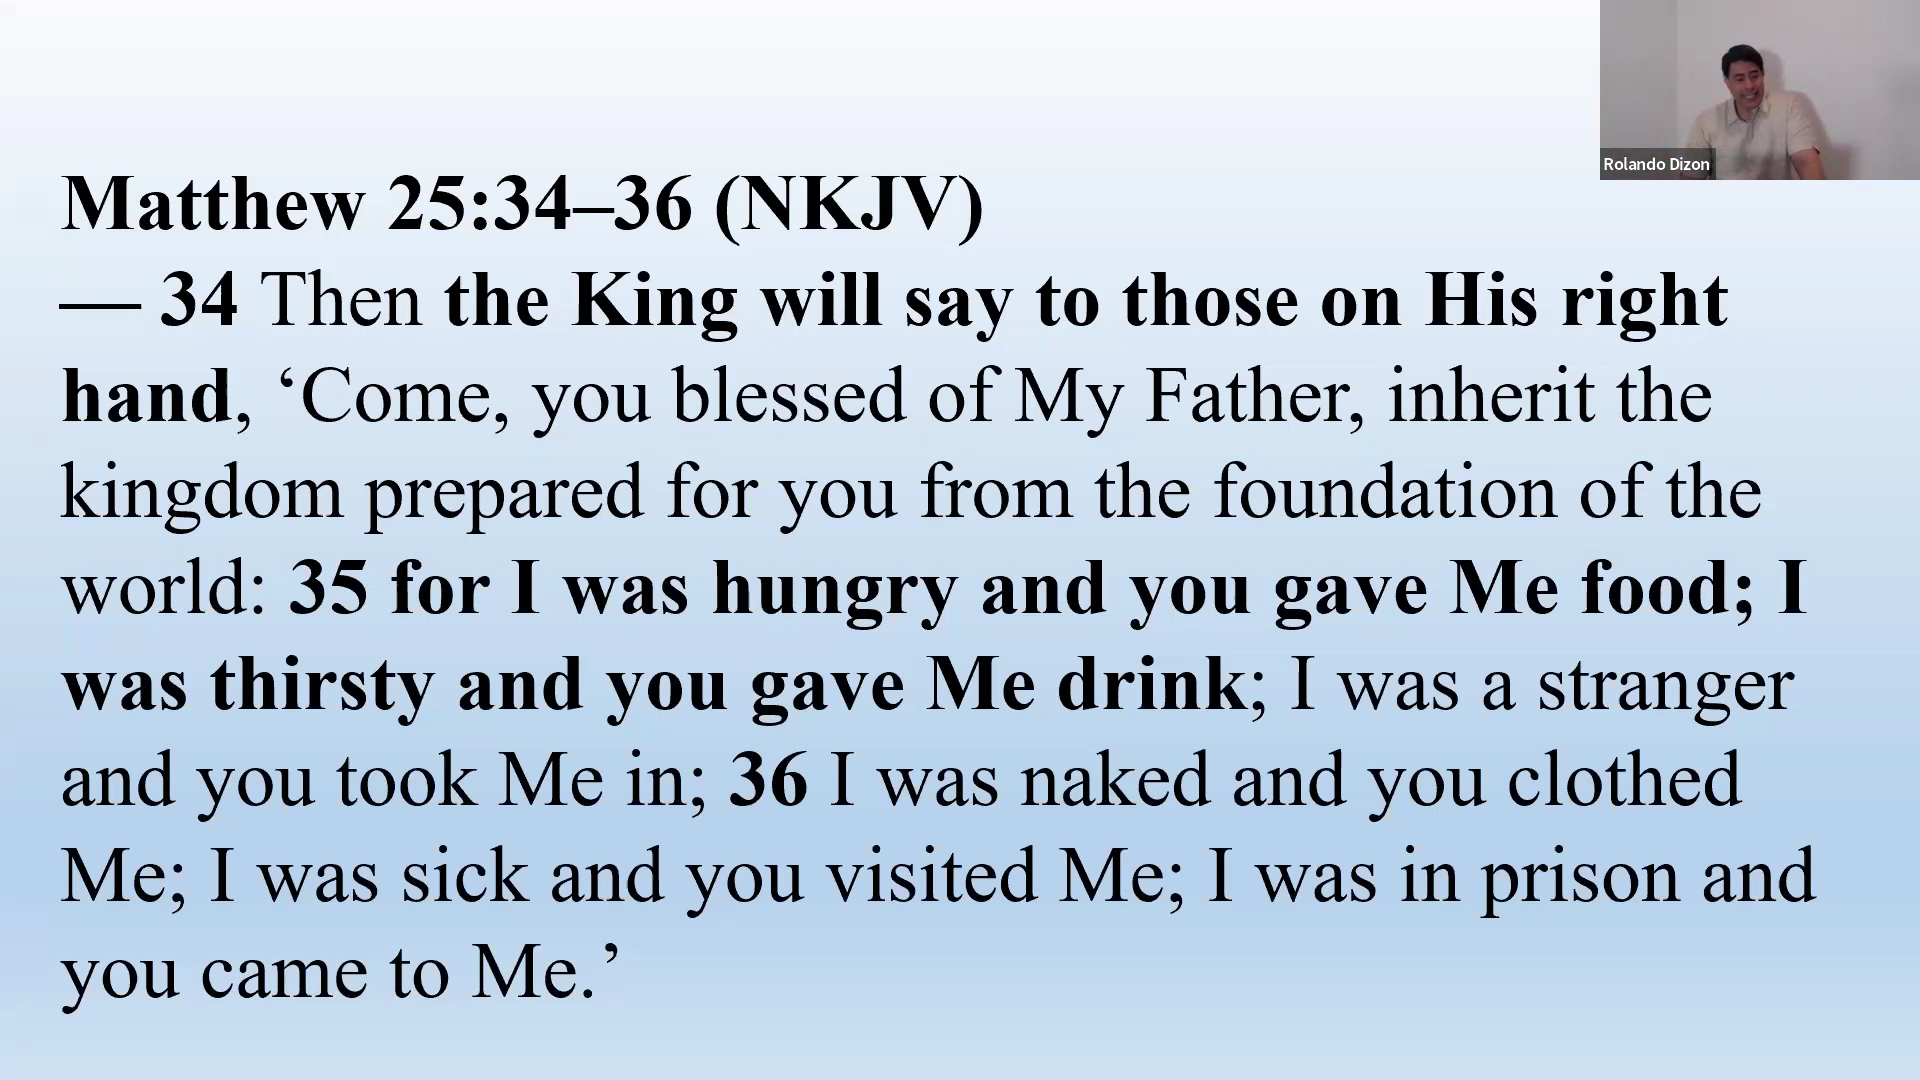 Rolando Dizon
Matthew 25:34–36 (NKJV)
— 34 Then the King will say to those on His right
hand, ‘Come, you blessed of My Father, inherit the
kingdom prepared for you from the foundation of the
world: 35 for I was hungry and you gave Me food; I
was thirsty and you gave Me drink; I was a stranger
and you took Me in; 36 I was naked and you clothed
Me; I was sick and you visited Me; I was in prison and
you came to Me.’